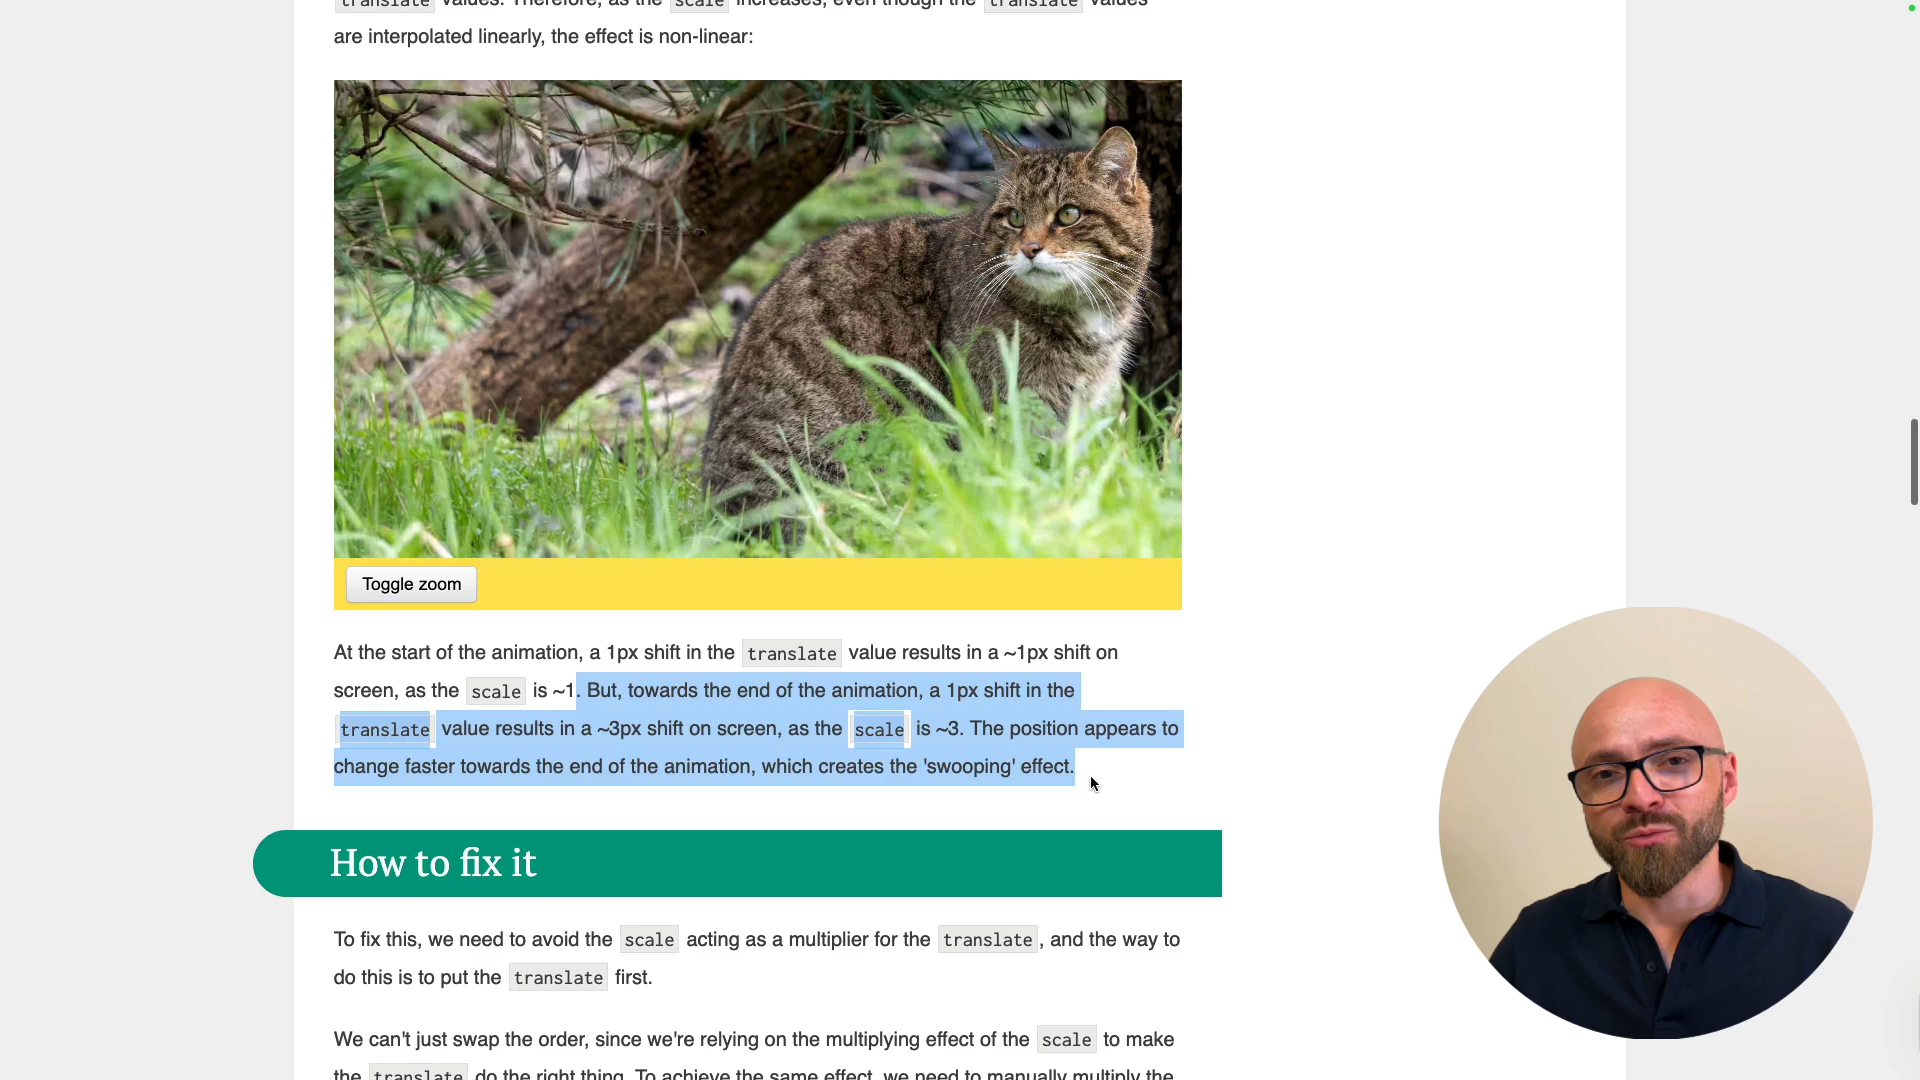 translate values. Therefore, as the scale increases, even though the translate values
are interpolated linearly, the effect is non-linear:
Toggle zoom
At the start of the animation, a 1px shift in the translate value results in a ~1px shift on
screen, as the scale is ~1. But, towards the end of the animation, a 1px shift in the
translate value results in a ~3px shift on screen, as the scale is ~3. The position appears to
change faster towards the end of the animation, which creates the 'swooping' effect.
How to fix it
To fix this, we need to avoid the scale acting as a multiplier for the translate, and the way to
do this is to put the translate first.
We can't just swap the order, since we're relying on the multiplying effect of the scale to make
the translate do the right thing. To achieve the same effect, we need to manually multiply the